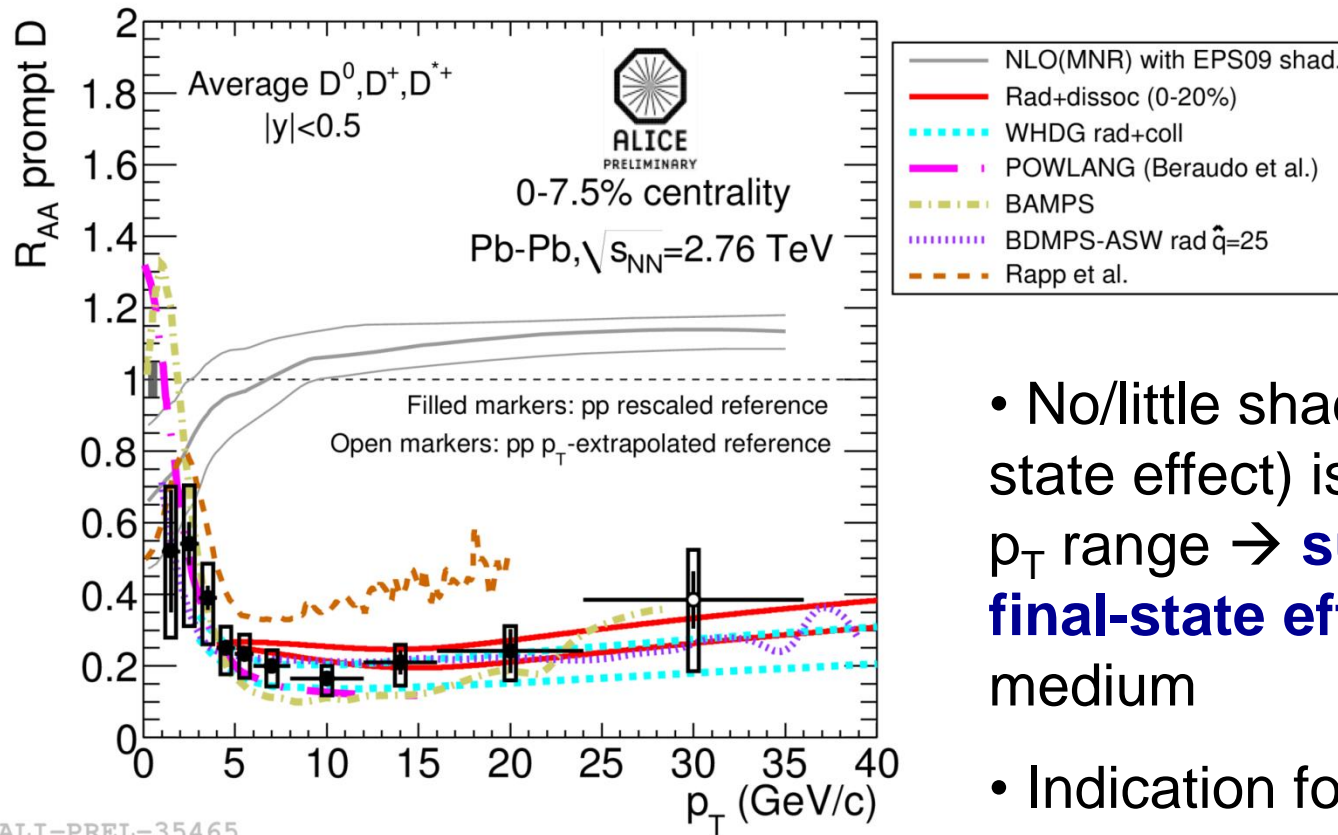 R_AA prompt D
2
1.8
1.6
1.4
1.2
1
0.8
0.6
0.4
0.2
0
0 5 10 15 20 25 30 35 40
p_T (GeV/c)
Average D^0,D^+,D^*+
|y|<0.5
ALICE
PRELIMINARY
0-7.5% centrality
Pb-Pb, √s_NN=2.76 TeV
Filled markers: pp rescaled reference
Open markers: pp p_T-extrapolated reference
NLO(MNR) with EPS09 shad.
Rad+dissoc (0-20%)
WHDG rad+coll
POWLANG (Beraudo et al.)
BAMPS
BDMPS-ASW rad q̂=25
Rapp et al.
• No/little
state effect) is
p_T range →
final-state
medium
• Indication
ALI-PREL-35465